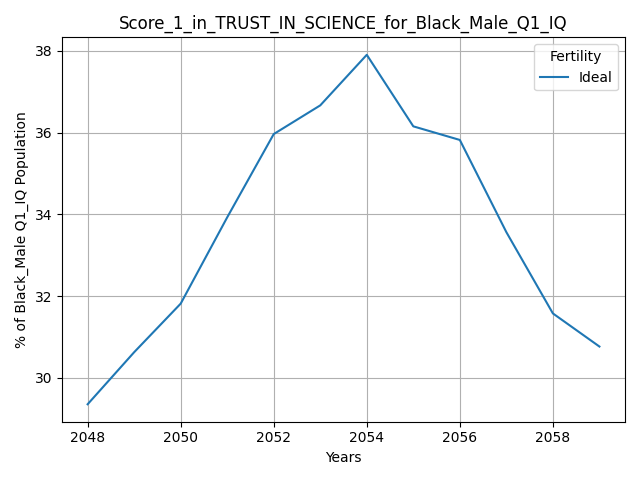 Score_1_in_TRUST_IN_SCIENCE_for_Black_Male_Q1_IQ
Fertility
Ideal
% of Black_Male Q1_IQ Population
38
36
34
32
30
2048 2050 2052 2054 2056 2058
Years